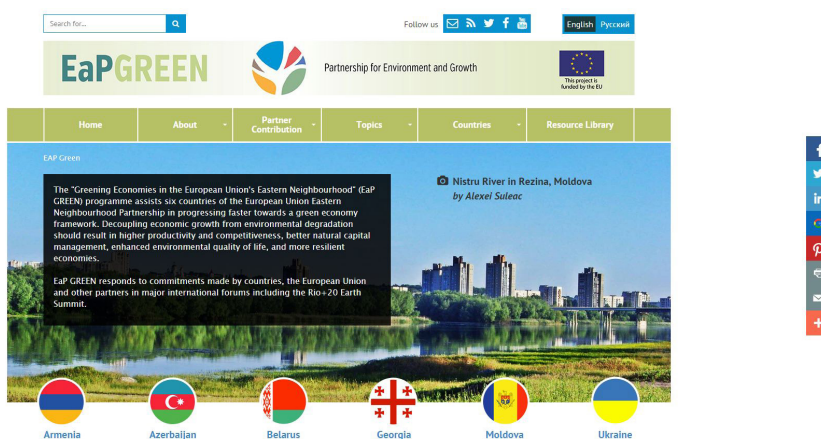 Search for...
Follow us
English Русский
EaPGREEN
Partnership for Environment and Growth
This project is
funded by the EU
Home
About
Partner
Contribution
Topics
Countries
Resource Library
EAP Green
Nistru River in Rezina, Moldova
by Alexei Suleac
The "Greening Economies in the European Union's Eastern Neighbourhood" (EaP
GREEN) programme assists six countries of the European Union Eastern
Neighbourhood Partnership in progressing faster towards a green economy
framework. Decoupling economic growth from environmental degradation
should result in higher productivity and competitiveness, better natural capital
management, enhanced environmental quality of life, and more resilient
economies.
EaP GREEN responds to commitments made by countries, the European Union
and other partners in major international forums including the Rio+20 Earth
Summit.
Armenia
Azerbaijan
Belarus
Georgia
Moldova
Ukraine